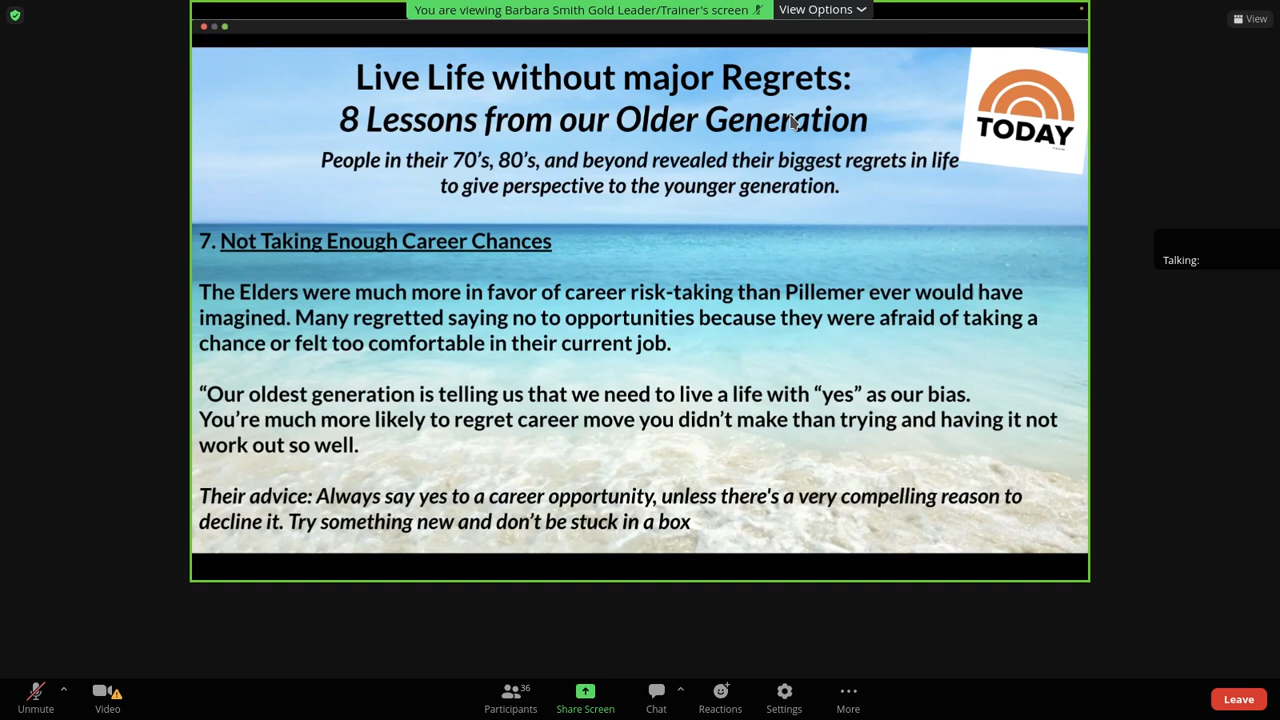 You are viewing Barbara Smith Gold Leader/Trainer's screen
View Options
View
Live Life without major Regrets:
8 Lessons from our Older Generation
TODAY
People in their 70's, 80's, and beyond revealed their biggest regrets in life
to give perspective to the younger generation.
7. Not Taking Enough Career Chances
Talking:
The Elders were much more in favor of career risk-taking than Pillemer ever would have
imagined. Many regretted saying no to opportunities because they were afraid of taking a
chance or felt too comfortable in their current job.
“Our oldest generation is telling us that we need to live a life with “yes” as our bias.
You’re much more likely to regret career move you didn’t make than trying and having it not
work out so well.
Their advice: Always say yes to a career opportunity, unless there's a very compelling reason to
decline it. Try something new and don’t be stuck in a box
Unmute
Video
Participants
36
Share Screen
Chat
Reactions
Settings
More
Leave